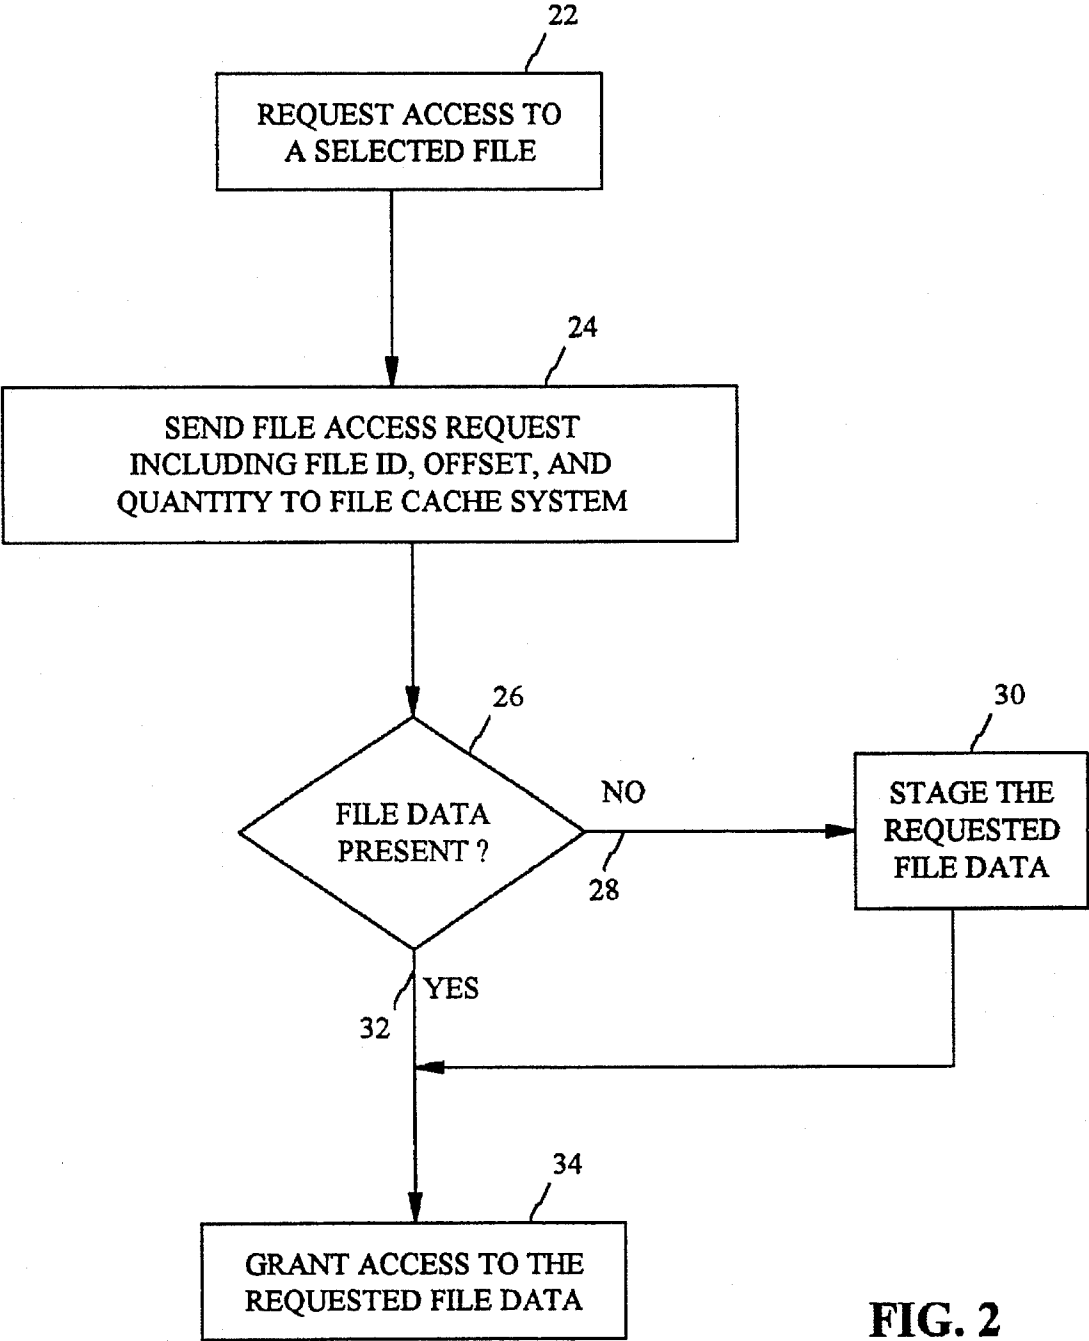 22
REQUEST ACCESS TO
A SELECTED FILE
24
SEND FILE ACCESS REQUEST
INCLUDING FILE ID, OFFSET, AND
QUANTITY TO FILE CACHE SYSTEM
26
FILE DATA
PRESENT ?
NO
28
30
STAGE THE
REQUESTED
FILE DATA
YES
32
34
GRANT ACCESS TO THE
REQUESTED FILE DATA
FIG. 2